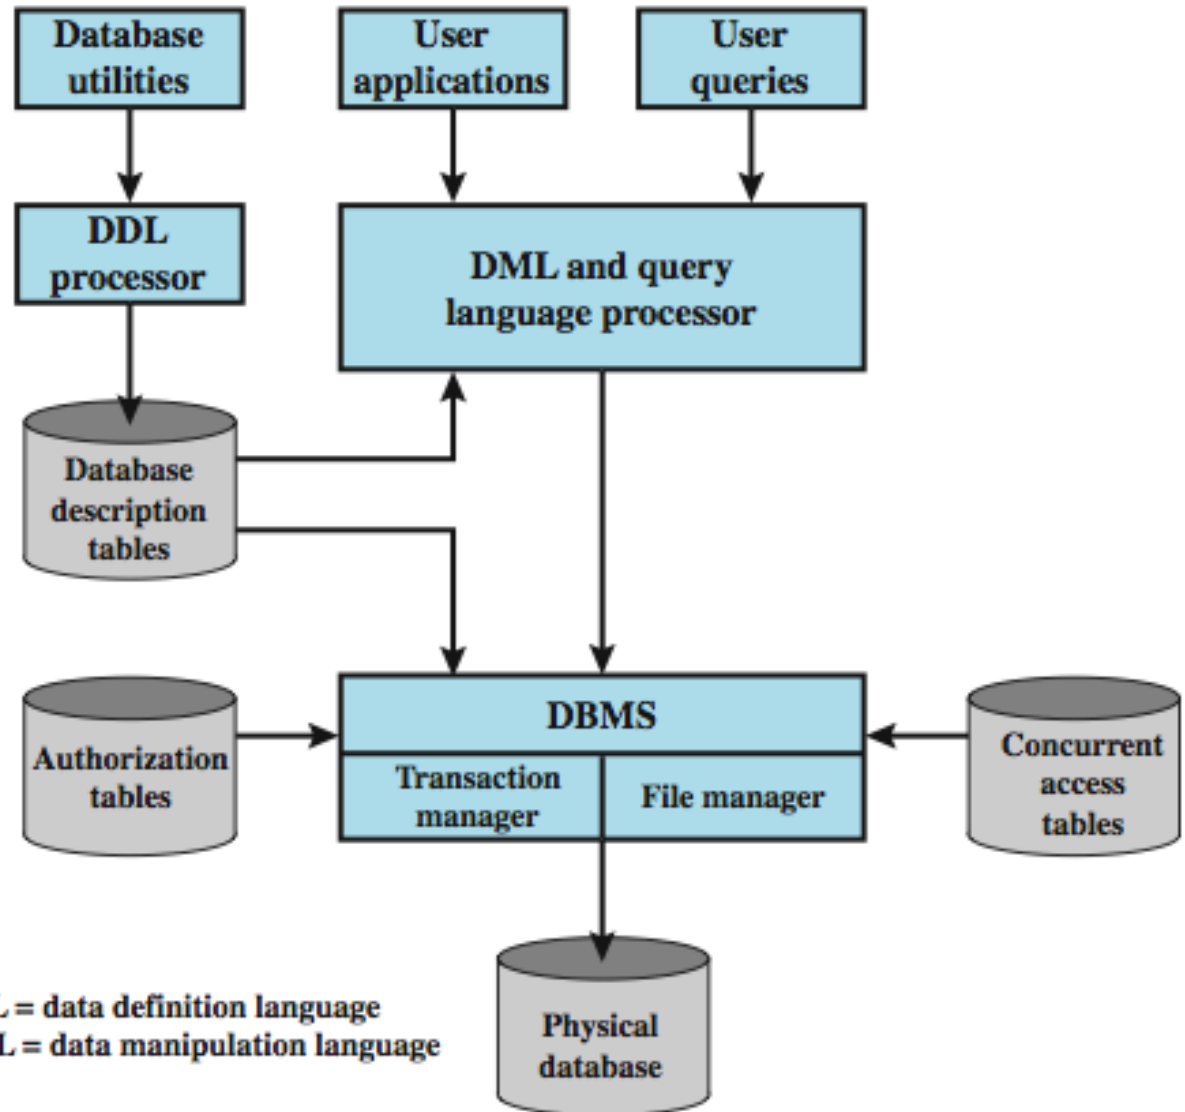 Database
utilities
User
applications
User
queries
DDL
processor
DML and query
language processor
Database
description
tables
DBMS
Authorization
tables
Transaction
manager
File manager
Concurrent
access
tables
L = data definition language
L = data manipulation language
Physical
database